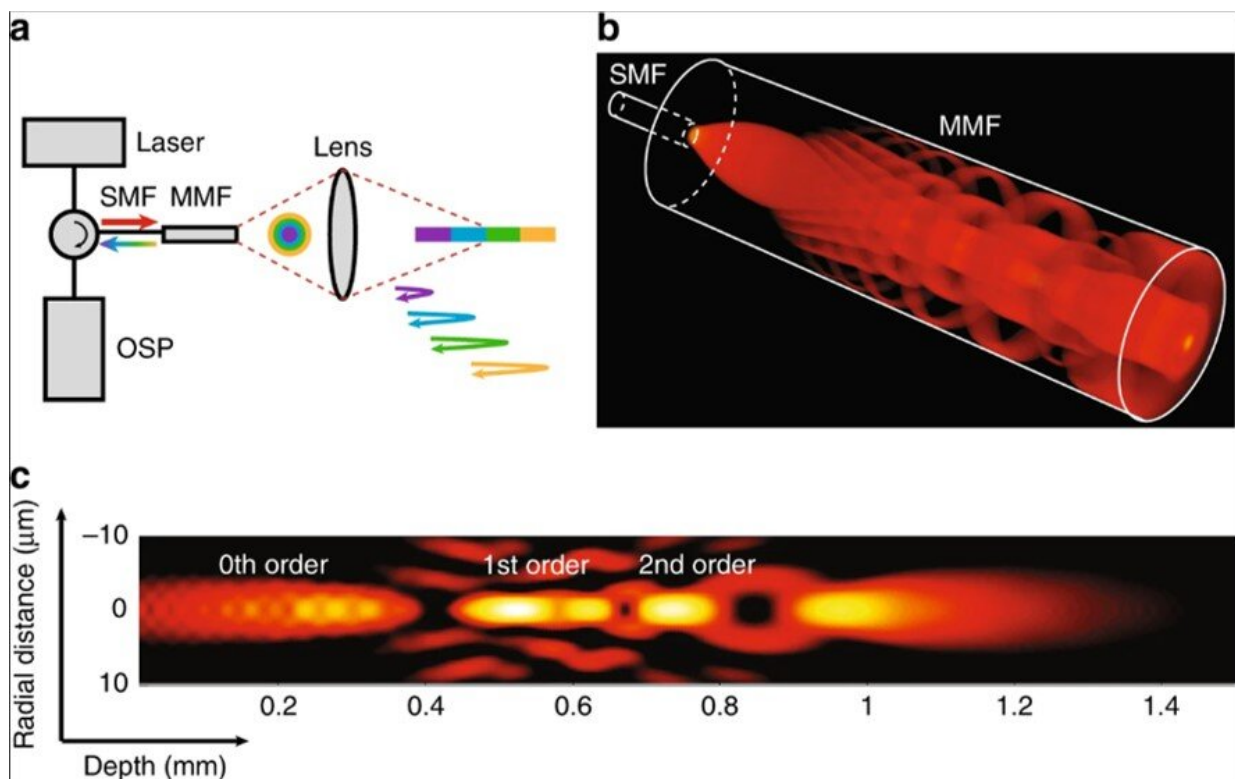 a
Laser
SMF MMF
Lens
OSP
b
SMF
MMF
c
Radial distance (µm)
−10
0
10
0th order
1st order
2nd order
0.2 0.4 0.6 0.8 1 1.2 1.4
Depth (mm)